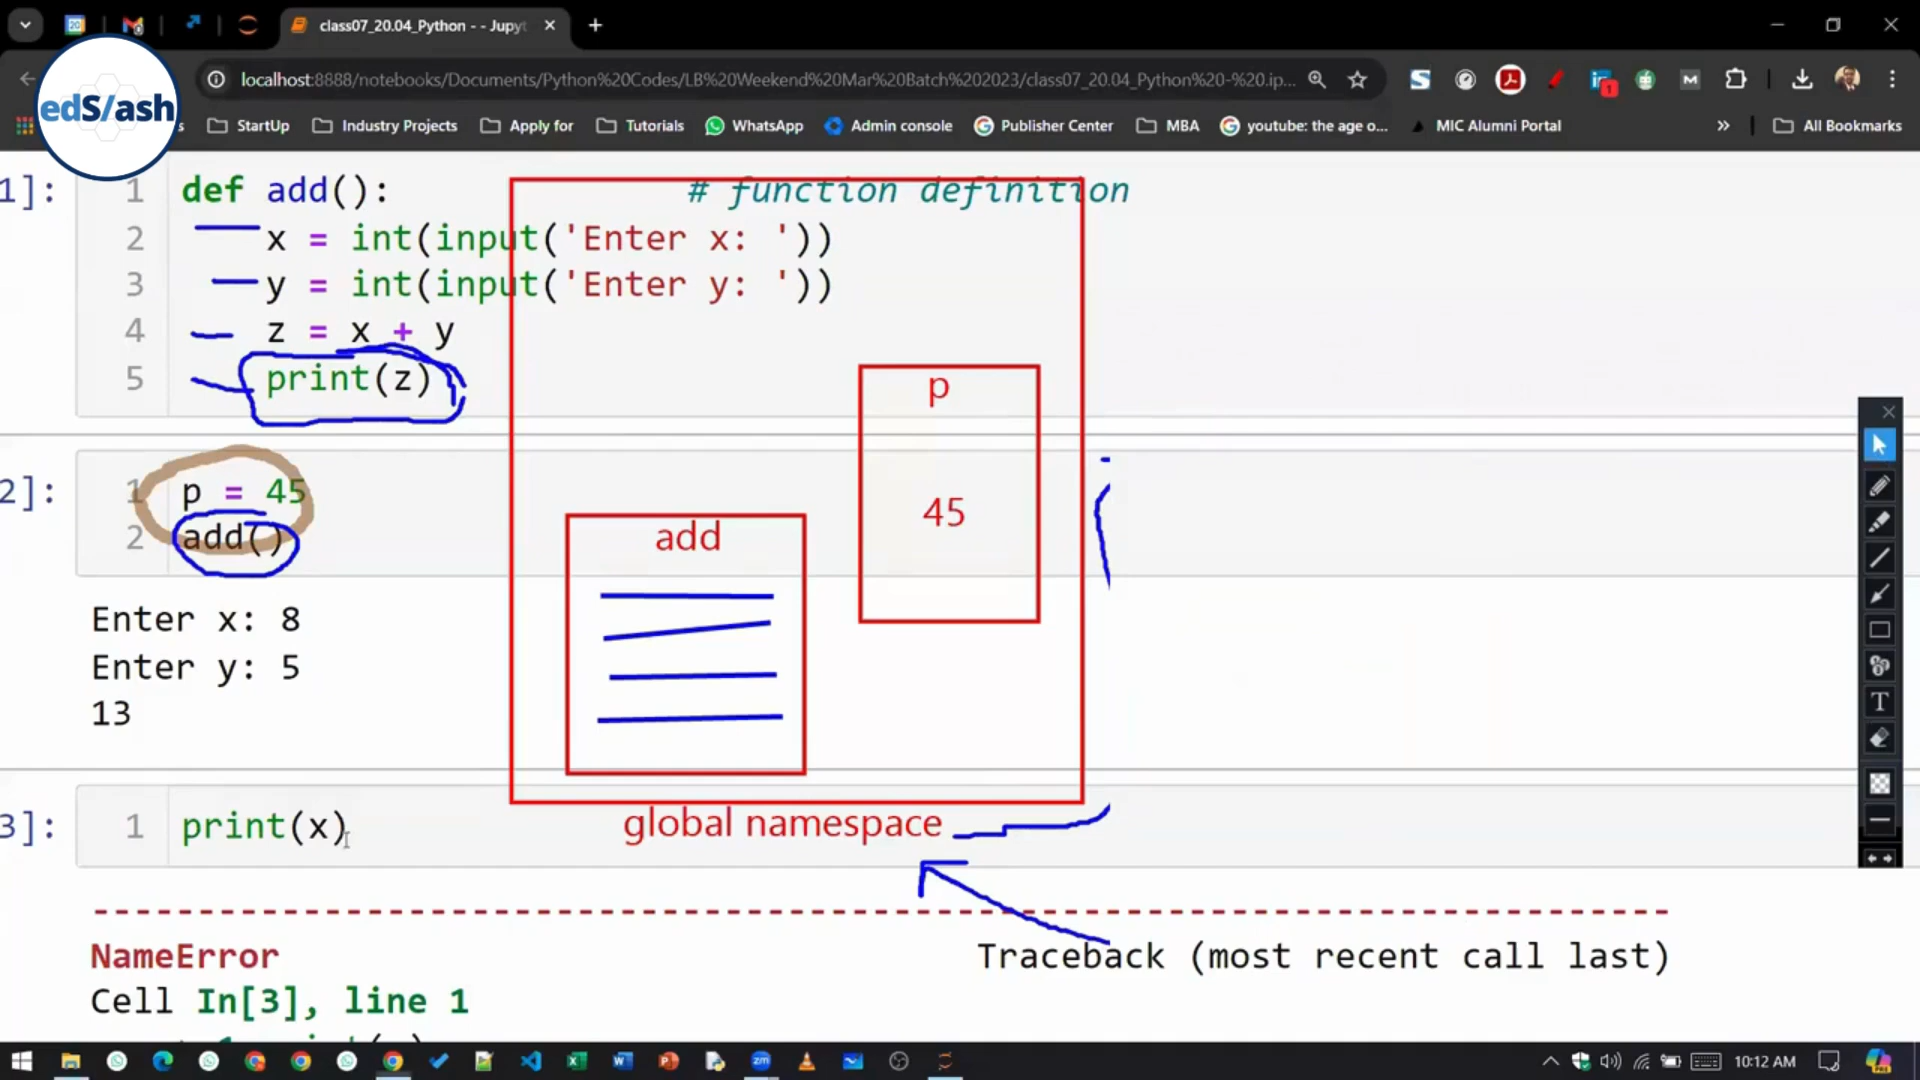 class07_20.04_Python - - Jupyt
localhost:8888/notebooks/Documents/Python%20Codes/LB%20Weekend%20Mar%20Batch%202023/class07_20.04_Python%20-%20.ip...
edS/ash
StartUp
Industry Projects
Apply for
Tutorials
WhatsApp
Admin console
Publisher Center
MBA
youtube: the age o...
MIC Alumni Portal
»
All Bookmarks
1]:
1 def add(): # function definition
2 x = int(input('Enter x: '))
3 y = int(input('Enter y: '))
4 z = x + y
5 print(z)
p
45
2]:
1 p = 45
2 add()
add
Enter x: 8
Enter y: 5
13
3]:
1 print(x)
global namespace
NameError Traceback (most recent call last)
Cell In[3], line 1
10:12 AM